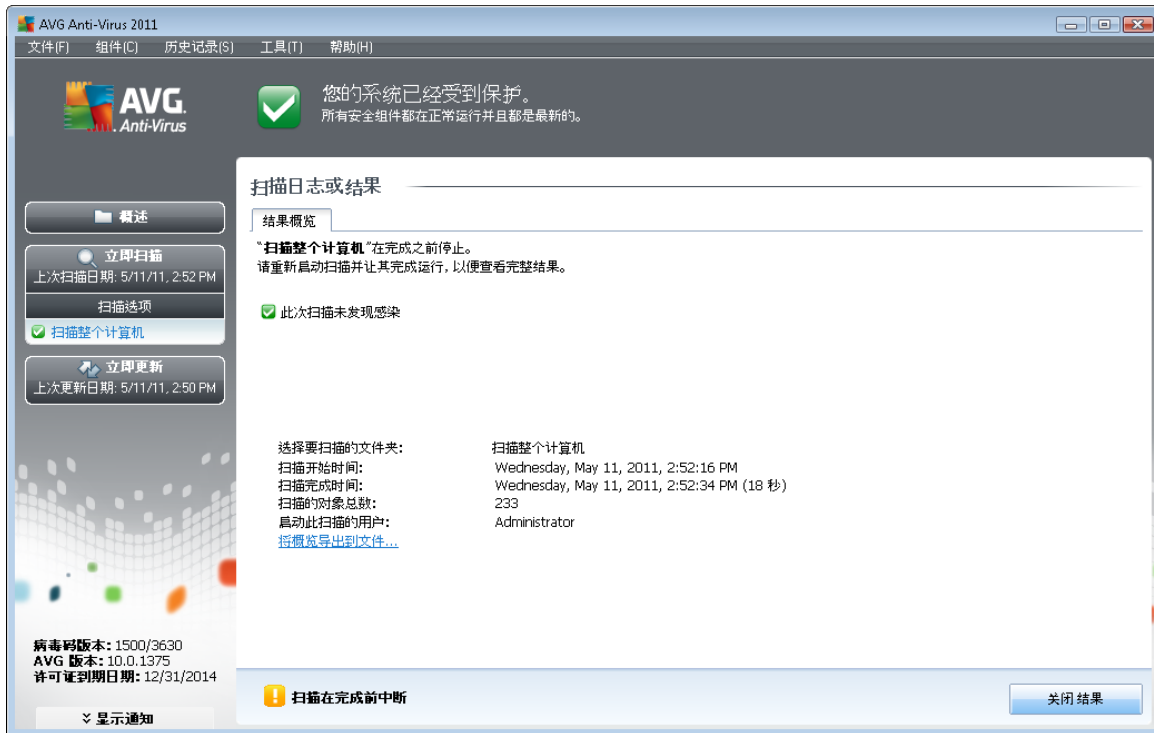 AVG Anti-Virus 2011
文件(F) 组件(C) 历史记录(S) 工具(T) 帮助(H)
AVG.
Anti-Virus
您的系统已经受到保护。
所有安全组件都在正常运行并且都是最新的。
概述
立即扫描
上次扫描日期: 5/11/11, 2:52 PM
扫描选项
扫描整个计算机
立即更新
上次更新日期: 5/11/11, 2:50 PM
病毒码版本: 1500/3630
AVG 版本: 10.0.1375
许可证到期日期: 12/31/2014
显示通知
扫描日志或结果
结果概览
“扫描整个计算机”在完成之前停止。
请重新启动扫描并让其完成运行, 以便查看完整结果。
此次扫描未发现感染
选择要扫描的文件夹: 扫描整个计算机
扫描开始时间: Wednesday, May 11, 2011, 2:52:16 PM
扫描完成时间: Wednesday, May 11, 2011, 2:52:34 PM (18 秒)
扫描的对象总数: 233
启动此扫描的用户: Administrator
将概览导出到文件...
扫描在完成前中断
关闭结果